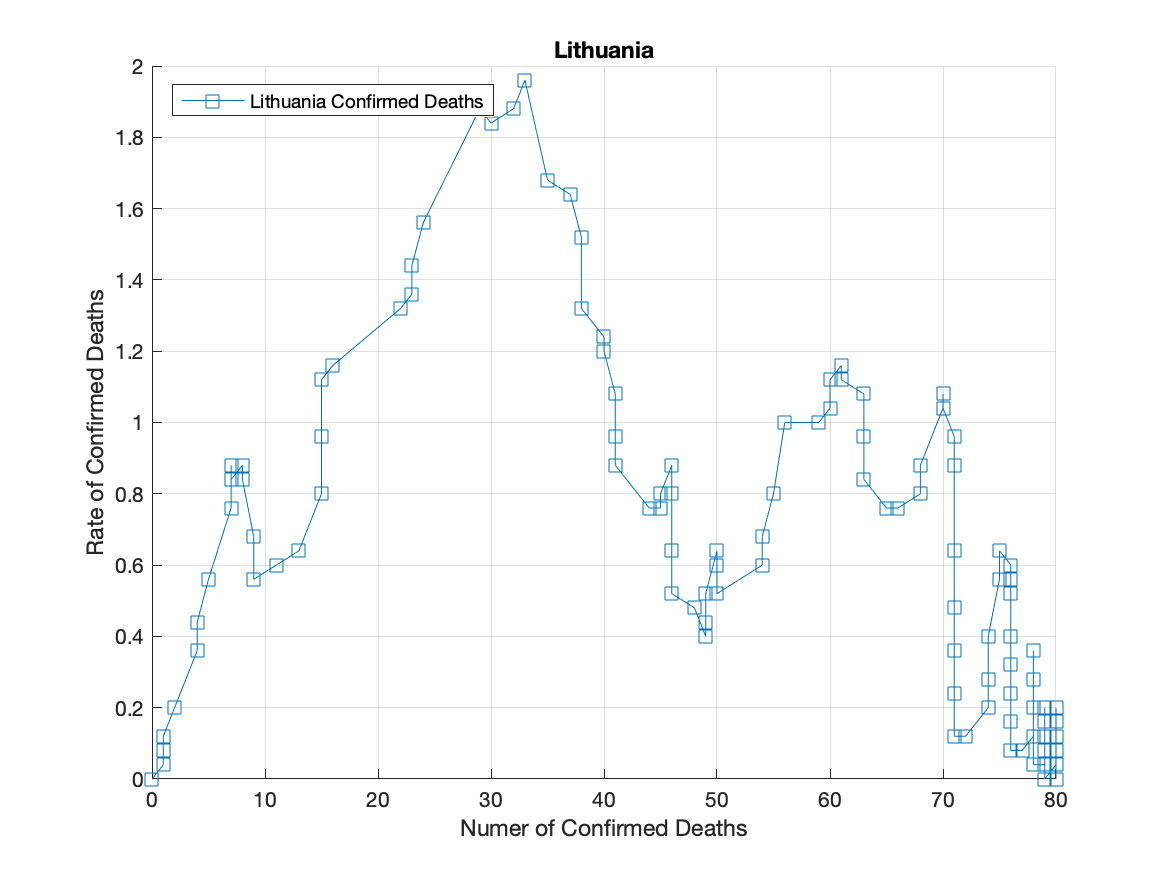 Lithuania
Lithuania Confirmed Deaths
Rate of Confirmed Deaths
2
1.8
1.6
1.4
1.2
1
0.8
0.6
0.4
0.2
0
0 10 20 30 40 50 60 70 80
Numer of Confirmed Deaths